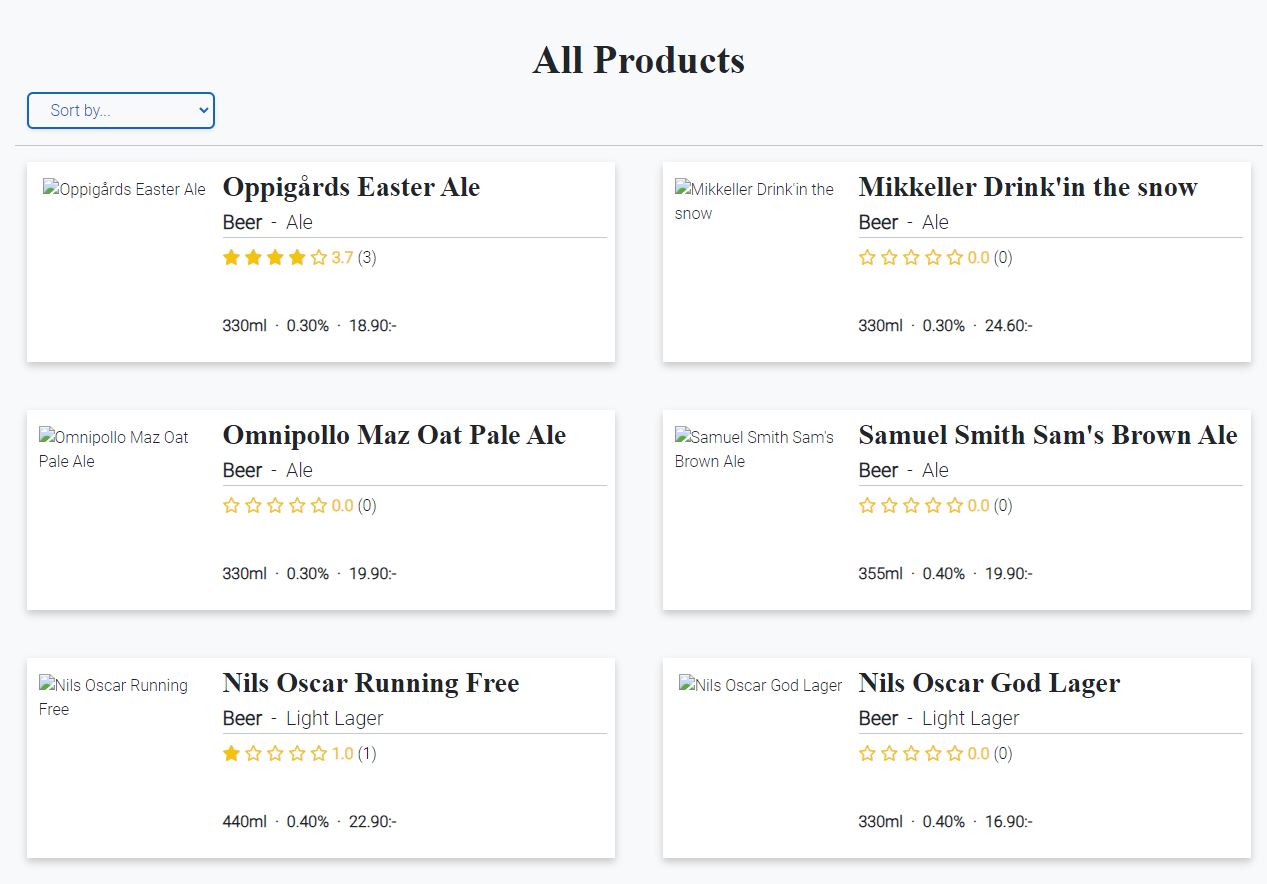 All Products
Sort by...
Oppigårds Easter Ale
Oppigårds Easter Ale
Beer - Ale
3.7 (3)
330ml · 0.30% · 18.90:-
Mikkeller Drink'in the
snow
Mikkeller Drink'in the snow
Beer - Ale
0.0 (0)
330ml · 0.30% · 24.60:-
Omnipollo Maz Oat
Pale Ale
Omnipollo Maz Oat Pale Ale
Beer - Ale
0.0 (0)
330ml · 0.30% · 19.90:-
Samuel Smith Sam's
Brown Ale
Samuel Smith Sam's Brown Ale
Beer - Ale
0.0 (0)
355ml · 0.40% · 19.90:-
Nils Oscar Running
Free
Nils Oscar Running Free
Beer - Light Lager
1.0 (1)
440ml · 0.40% · 22.90:-
Nils Oscar God Lager
Nils Oscar God Lager
Beer - Light Lager
0.0 (0)
330ml · 0.40% · 16.90:-